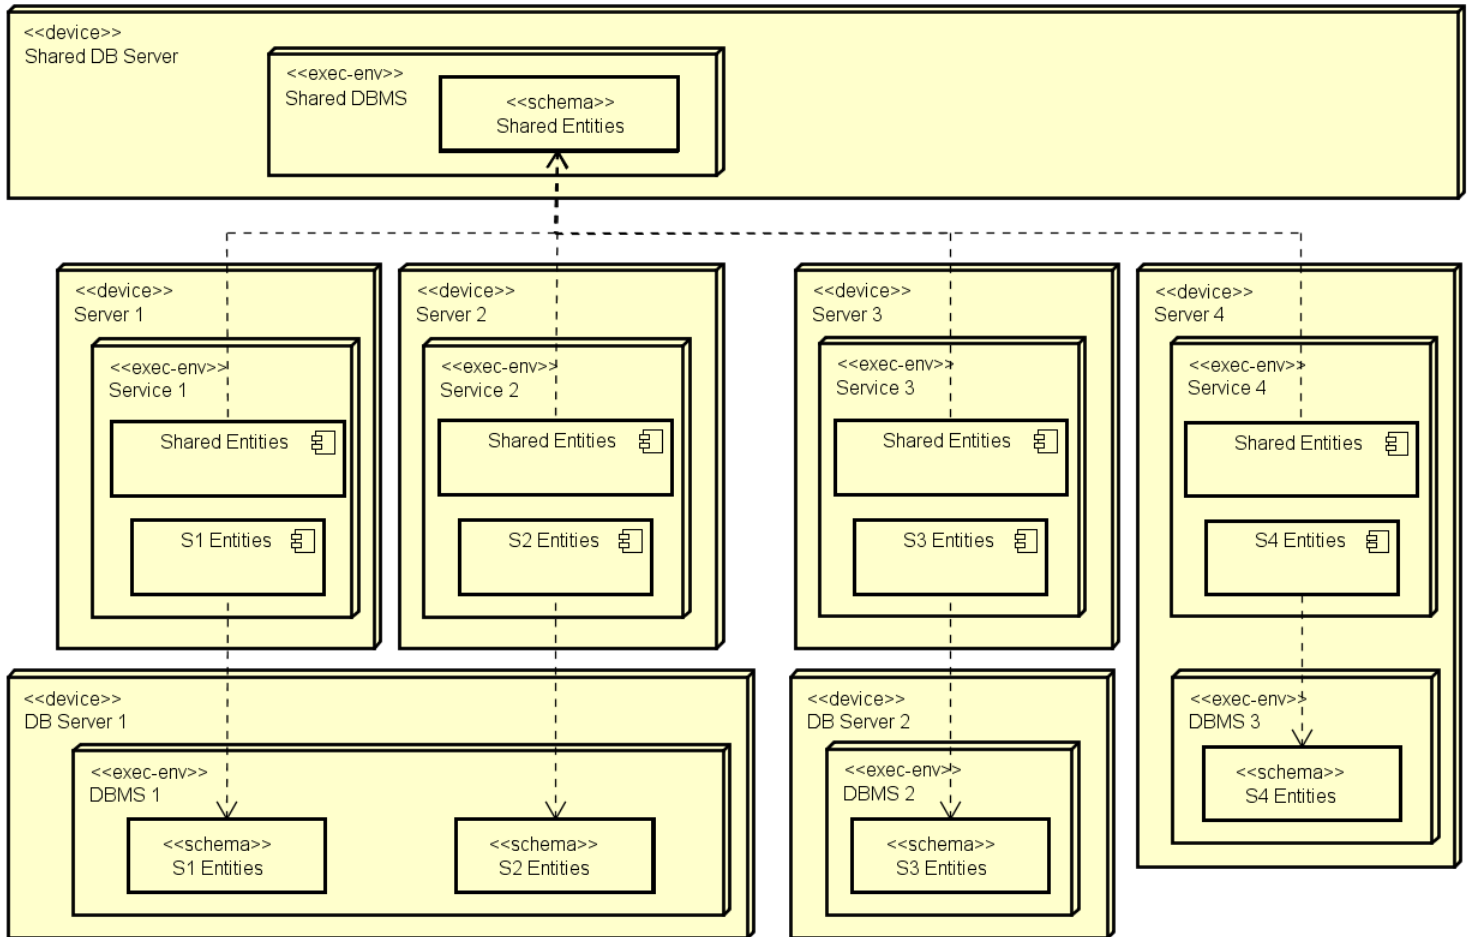 <<device>>
Shared DB Server
<<exec-env>>
Shared DBMS
<<schema>>
Shared Entities
<<device>>
Server 1
<<exec-env>>
Service 1
Shared Entities
S1 Entities
<<device>>
Server 2
<<exec-env>>
Service 2
Shared Entities
S2 Entities
<<device>>
Server 3
<<exec-env>>
Service 3
Shared Entities
S3 Entities
<<device>>
Server 4
<<exec-env>>
Service 4
Shared Entities
S4 Entities
<<device>>
DB Server 1
<<exec-env>>
DBMS 1
<<schema>>
S1 Entities
<<schema>>
S2 Entities
<<device>>
DB Server 2
<<exec-env>>
DBMS 2
<<schema>>
S3 Entities
<<exec-env>>
DBMS 3
<<schema>>
S4 Entities